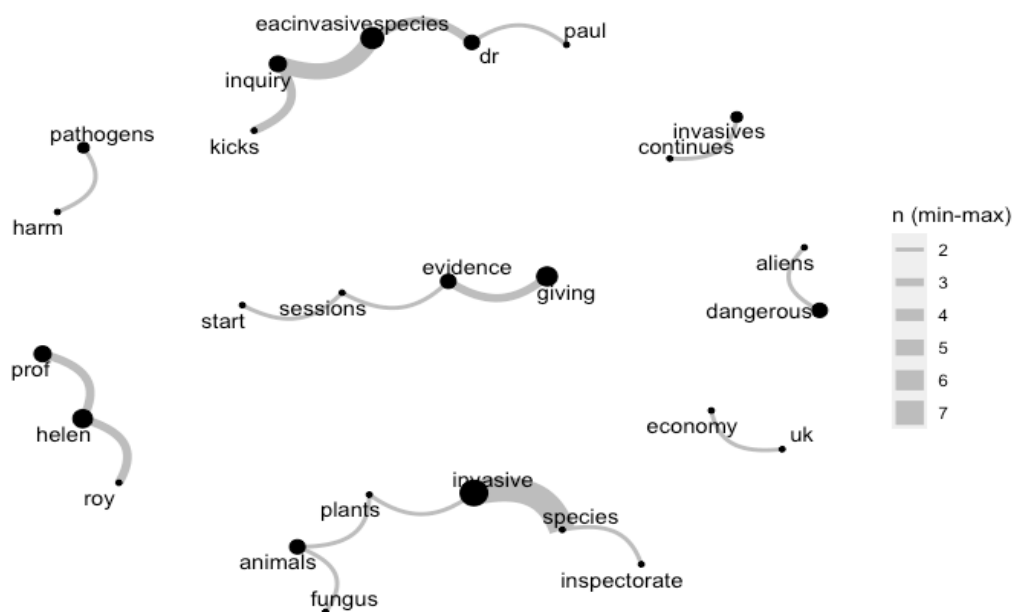 eacinvasivespecies
paul
dr
inquiry
kicks
invasives
continues
pathogens
harm
n (min-max)
2
3
4
5
6
7
aliens
dangerous
evidence
giving
sessions
start
prof
helen
roy
economy
uk
invasive
species
plants
animals
inspectorate
fungus